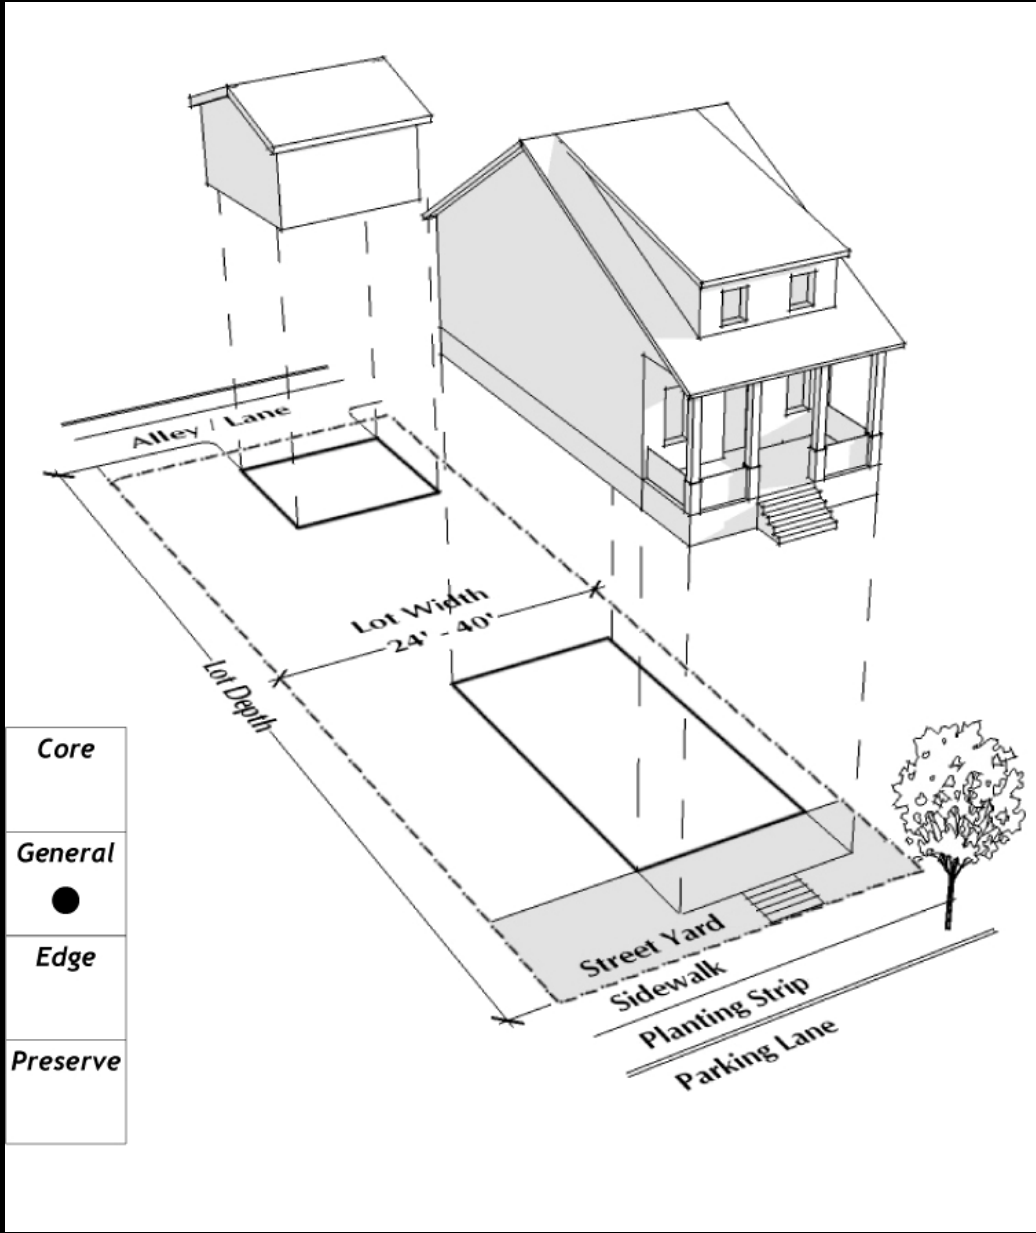 Alley / Lane
Lot Width
24' - 40'
Lot Depth
Core
General
Edge
Preserve
Street Yard
Sidewalk
Planting Strip
Parking Lane